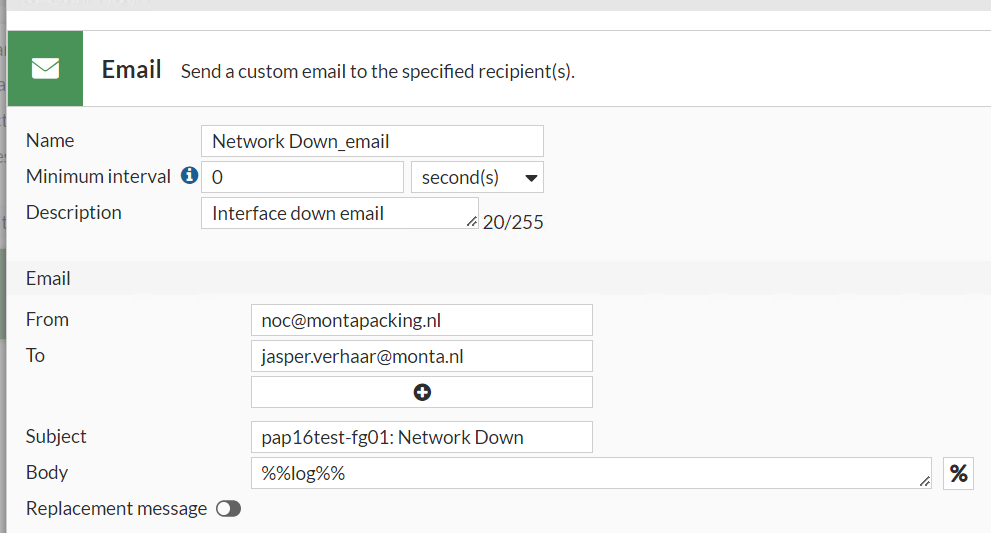 Email Send a custom email to the specified recipient(s).
Name Network Down_email
Minimum interval 0 second(s)
Description Interface down email 20/255
Email
From noc@montapacking.nl
To jasper.verhaar@monta.nl
Subject pap16test-fg01: Network Down
Body %%log%% %
Replacement message